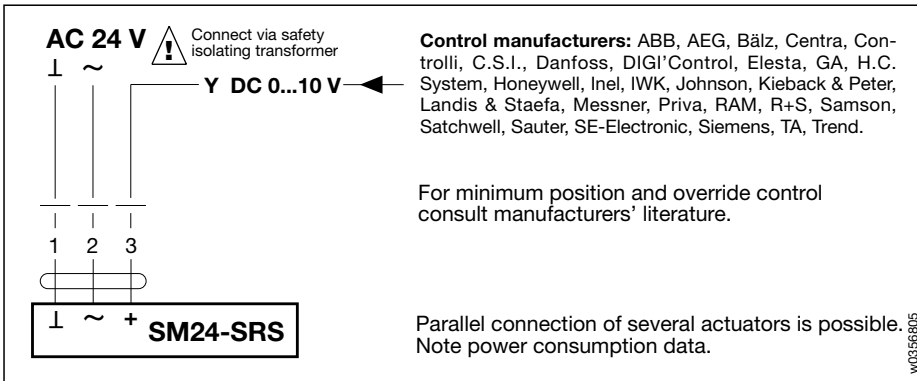 AC 24 V
Connect via safety
isolating transformer
⊥ ~
Y DC 0...10 V
Control manufacturers: ABB, AEG, Bälz, Centra, Con-
trolli, C.S.I., Danfoss, DIGI'Control, Elesta, GA, H.C.
System, Honeywell, Inel, IWK, Johnson, Kieback & Peter,
Landis & Staefa, Messner, Priva, RAM, R+S, Samson,
Satchwell, Sauter, SE-Electronic, Siemens, TA, Trend.
For minimum position and override control
consult manufacturers' literature.
1 2 3
⊥ ~ +
SM24-SRS
Parallel connection of several actuators is possible.
Note power consumption data.
w0356805